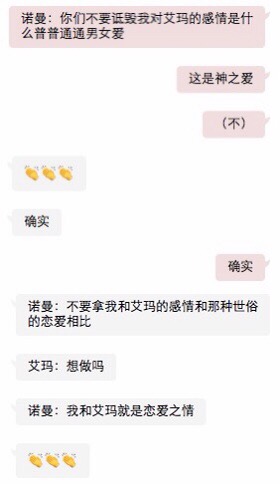 诺曼：你们不要诋毁我对艾玛的感情是什
么普普通通男女爱
这是神之爱
（不）
👏👏👏
确实
确实
诺曼：不要拿我和艾玛的感情和那种世俗
的恋爱相比
艾玛：想做吗
诺曼：我和艾玛就是恋爱之情
👏👏👏